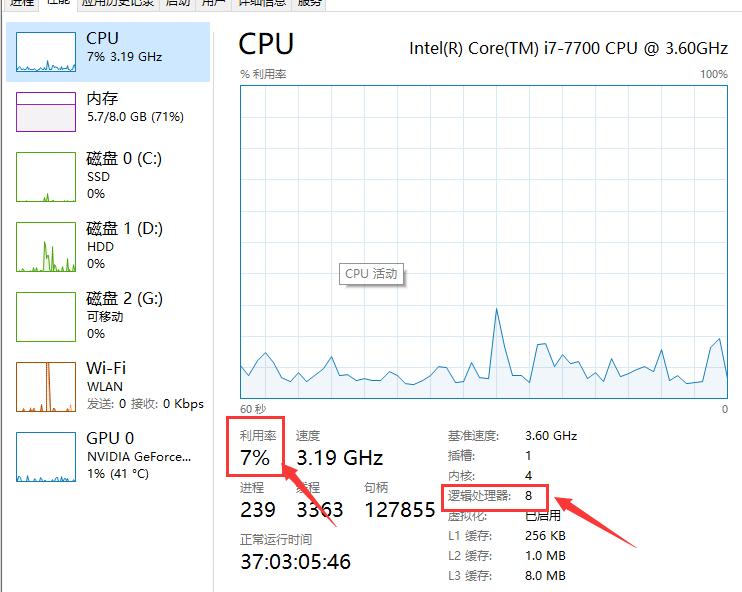 进程 性能 应用历史记录 启动 用户 详细信息 服务
CPU
7% 3.19 GHz
内存
5.7/8.0 GB (71%)
磁盘 0 (C:)
SSD
0%
磁盘 1 (D:)
HDD
0%
磁盘 2 (G:)
可移动
0%
Wi-Fi
WLAN
发送: 0 接收: 0 Kbps
GPU 0
NVIDIA GeForce...
1% (41 °C)
CPU
Intel(R) Core(TM) i7-7700 CPU @ 3.60GHz
% 利用率
100%
CPU 活动
60 秒
0
利用率 速度
7% 3.19 GHz
进程 线程 句柄
239 3363 127855
正常运行时间
37:03:05:46
基准速度: 3.60 GHz
插槽: 1
内核: 4
逻辑处理器: 8
虚拟化: 已启用
L1 缓存: 256 KB
L2 缓存: 1.0 MB
L3 缓存: 8.0 MB